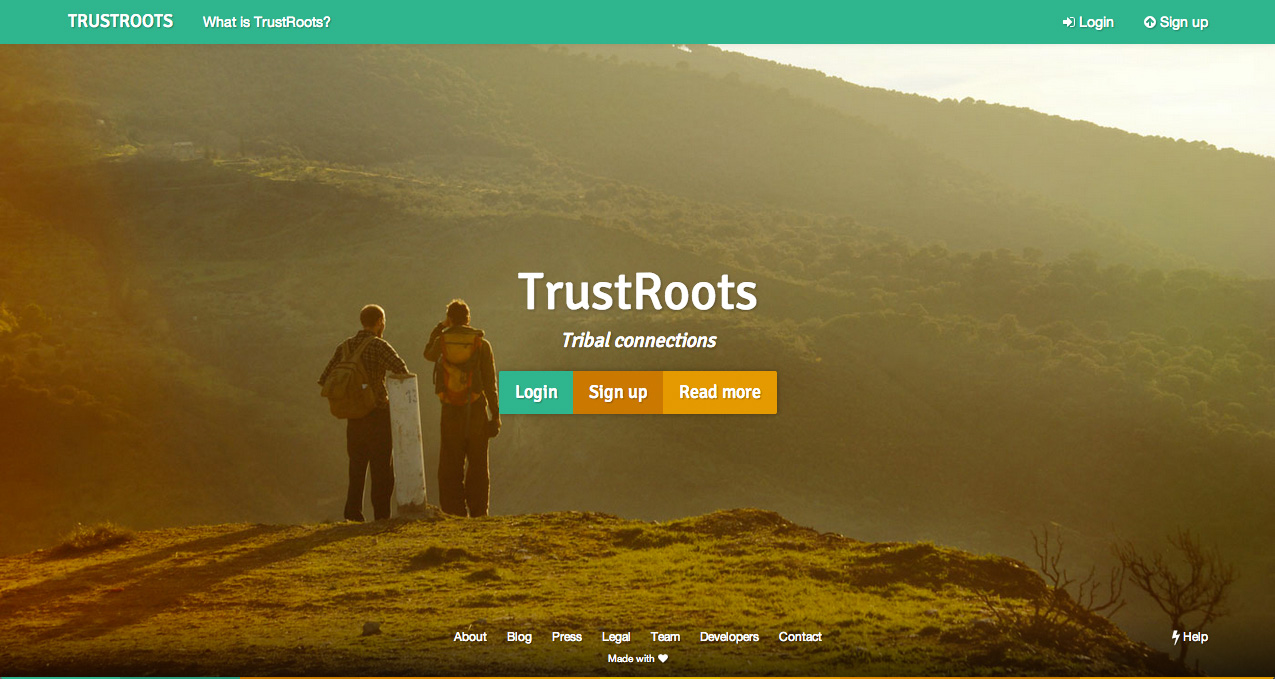 TRUSTROOTS What is TrustRoots? Login Sign up
TrustRoots
Tribal connections
Login Sign up Read more
About Blog Press Legal Team Developers Contact Help
Made with